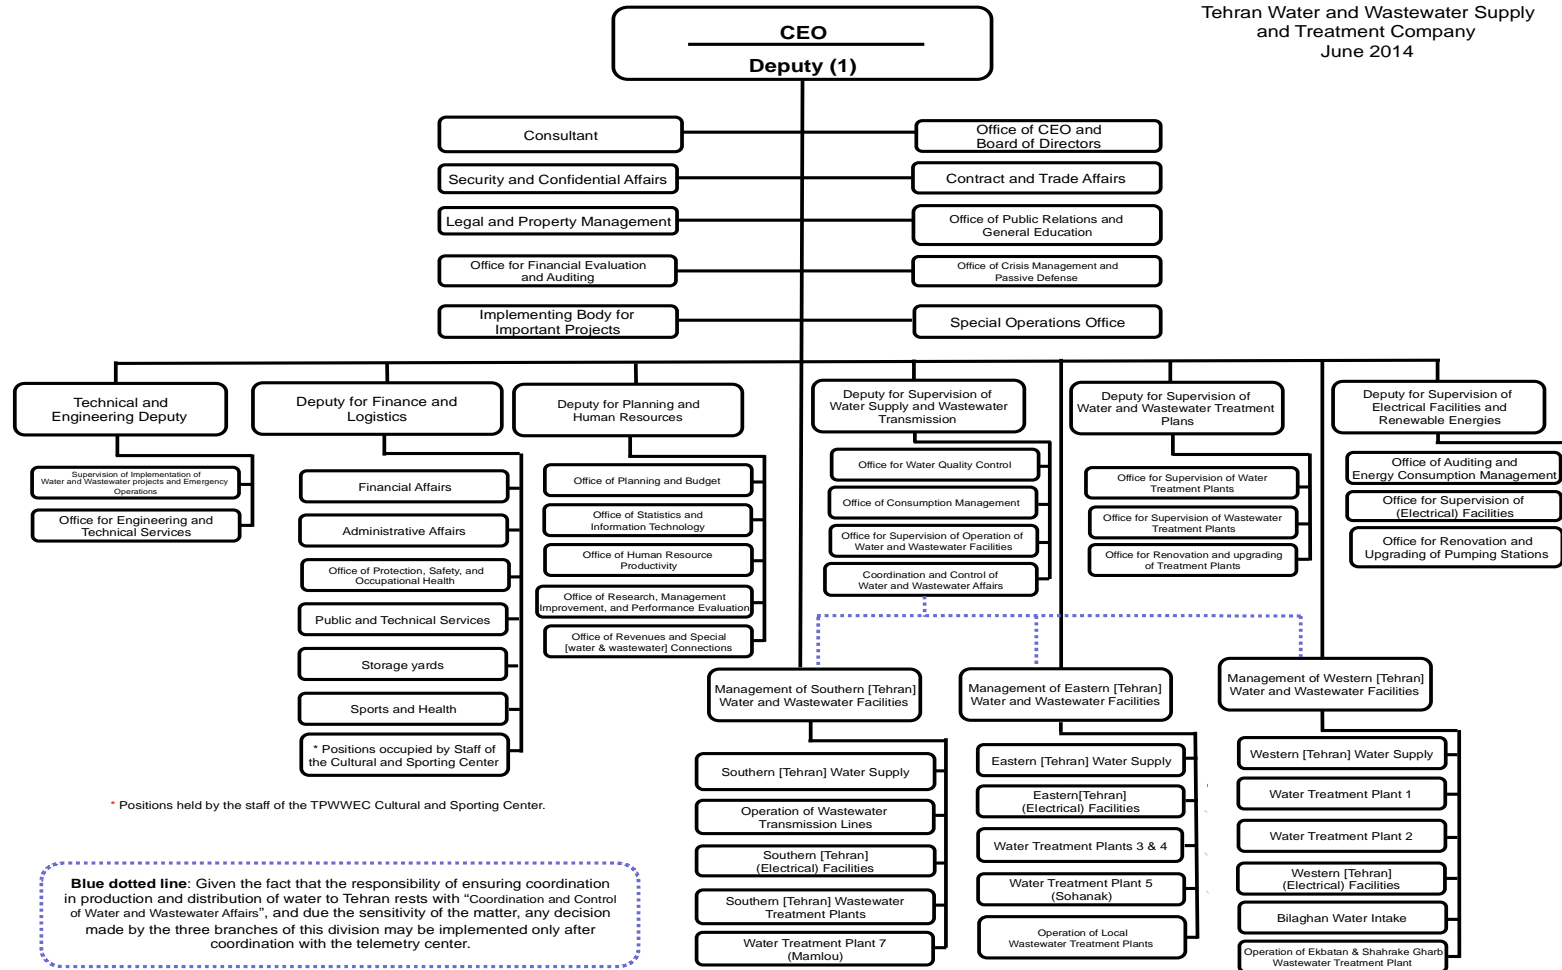 Tehran Water and Wastewater Supply
and Treatment Company
June 2014
CEO
Deputy (1)
Consultant
Office of CEO and
Board of Directors
Security and Confidential Affairs
Contract and Trade Affairs
Legal and Property Management
Office of Public Relations and
General Education
Office for Financial Evaluation
and Auditing
Office of Crisis Management and
Passive Defense
Implementing Body for
Important Projects
Special Operations Office
Technical and
Engineering Deputy
Supervision of Implementation of
Water and Wastewater projects and Emergency
Operations
Office for Engineering and
Technical Services
Deputy for Finance and
Logistics
Financial Affairs
Administrative Affairs
Office of Protection, Safety, and
Occupational Health
Public and Technical Services
Storage yards
Sports and Health
* Positions occupied by Staff of
the Cultural and Sporting Center
Deputy for Planning and
Human Resources
Office of Planning and Budget
Office of Statistics and
Information Technology
Office of Human Resource
Productivity
Office of Research, Management
Improvement, and Performance Evaluation
Office of Revenues and Special
[water & wastewater] Connections
Deputy for Supervision of
Water Supply and Wastewater
Transmission
Office for Water Quality Control
Office of Consumption Management
Office for Supervision of Operation of
Water and Wastewater Facilities
Coordination and Control of
Water and Wastewater Affairs
Deputy for Supervision of
Water and Wastewater Treatment
Plans
Office for Supervision of Water
Treatment Plants
Office for Supervision of Wastewater
Treatment Plants
Office for Renovation and upgrading
of Treatment Plants
Deputy for Supervision of
Electrical Facilities and
Renewable Energies
Office of Auditing and
Energy Consumption Management
Office for Supervision of
(Electrical) Facilities
Office for Renovation and
Upgrading of Pumping Stations
Management of Southern [Tehran]
Water and Wastewater Facilities
Southern [Tehran] Water Supply
Operation of Wastewater
Transmission Lines
Southern [Tehran]
(Electrical) Facilities
Southern [Tehran] Wastewater
Treatment Plants
Water Treatment Plant 7
(Mamlou)
Management of Eastern [Tehran]
Water and Wastewater Facilities
Eastern [Tehran] Water Supply
Eastern[Tehran]
(Electrical) Facilities
Water Treatment Plants 3 & 4
Water Treatment Plant 5
(Sohanak)
Operation of Local
Wastewater Treatment Plants
Management of Western [Tehran]
Water and Wastewater Facilities
Western [Tehran] Water Supply
Water Treatment Plant 1
Water Treatment Plant 2
Western [Tehran]
(Electrical) Facilities
Bilaghan Water Intake
Operation of Ekbatan & Shahrake Gharb
Wastewater Treatment Plant
* Positions held by the staff of the TPWWEC Cultural and Sporting Center.
Blue dotted line: Given the fact that the responsibility of ensuring coordination
in production and distribution of water to Tehran rests with “Coordination and Control
of Water and Wastewater Affairs”, and due the sensitivity of the matter, any decision
made by the three branches of this division may be implemented only after
coordination with the telemetry center.